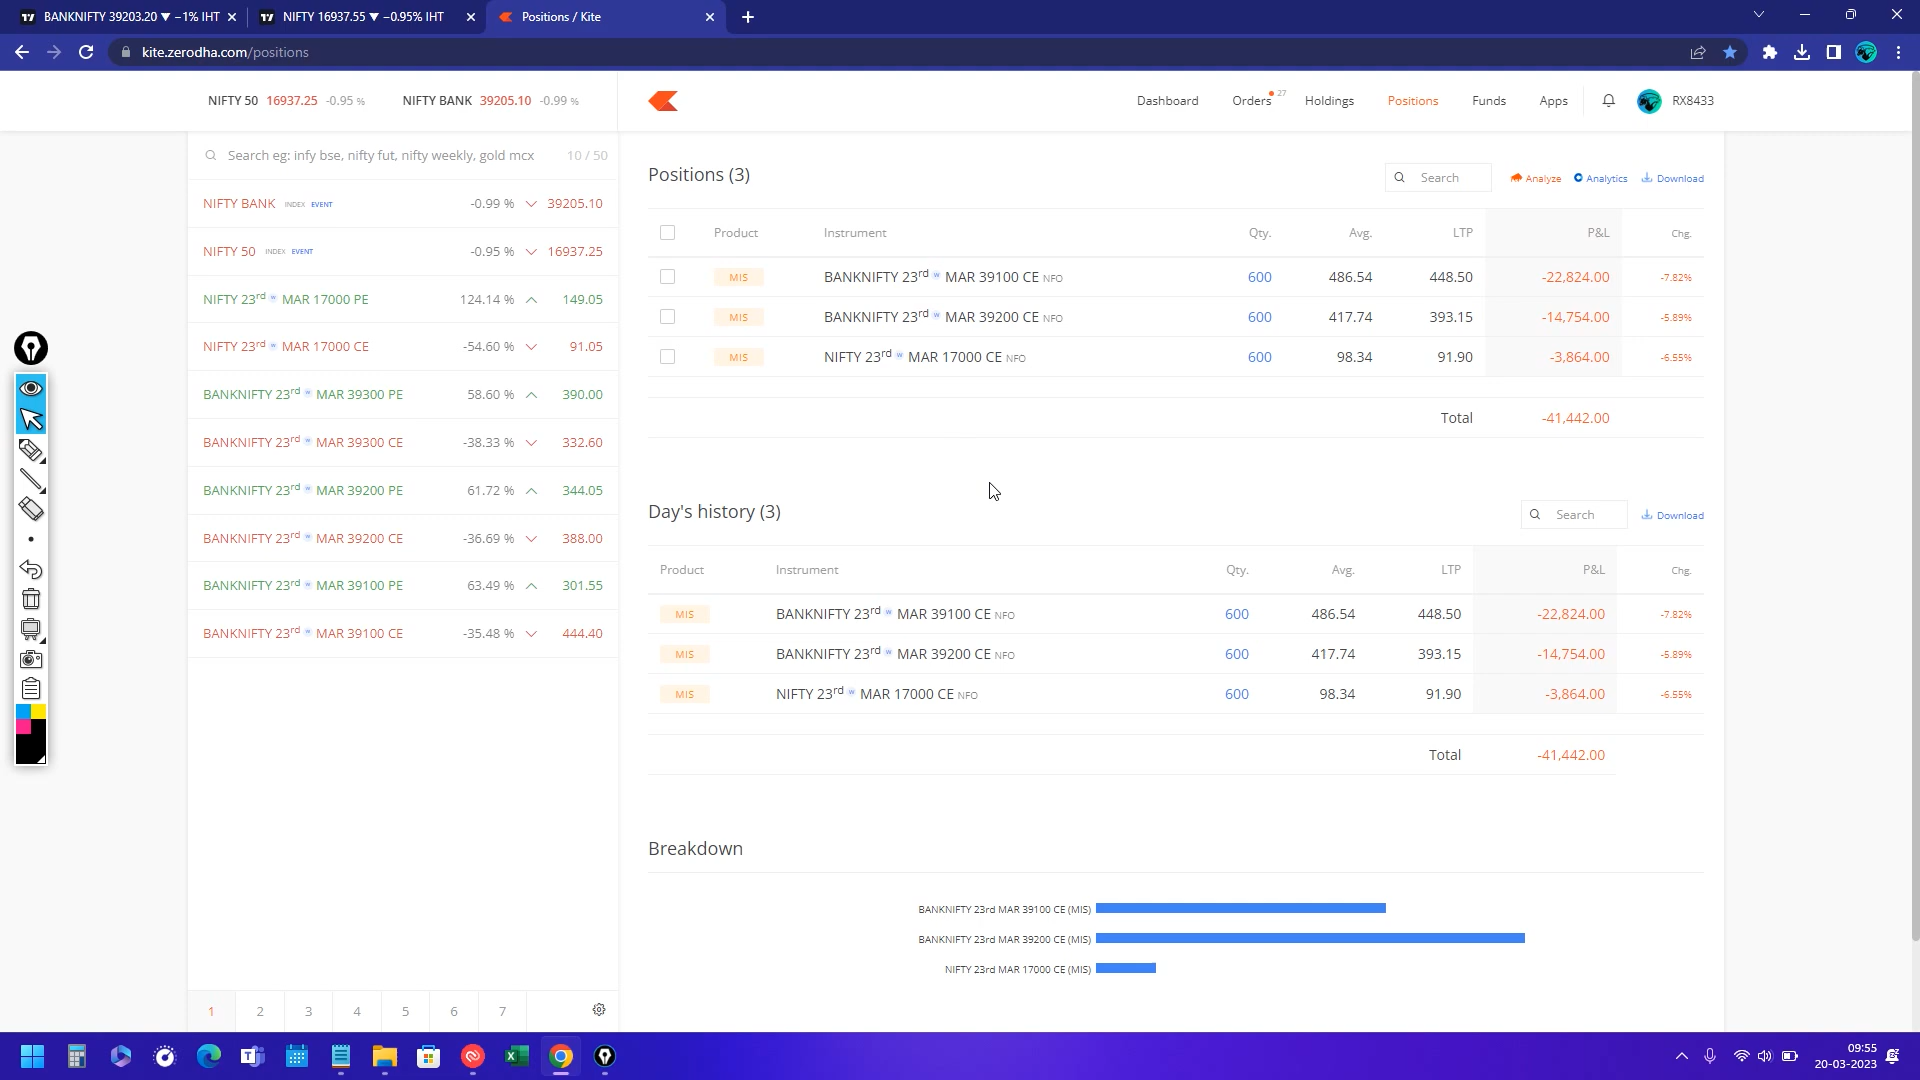 BANKNIFTY 39203.20 ▼ −1% IHT
NIFTY 16937.55 ▼ −0.95% IHT
Positions / Kite
kite.zerodha.com/positions
NIFTY 50 16937.25 -0.95 %
NIFTY BANK 39205.10 -0.99 %
Dashboard Orders 27 Holdings Positions Funds Apps RX8433
Search eg: infy bse, nifty fut, nifty weekly, gold mcx 10 / 50
NIFTY BANK INDEX EVENT -0.99 % 39205.10
NIFTY 50 INDEX EVENT -0.95 % 16937.25
NIFTY 23rd w MAR 17000 PE 124.14 % 149.05
NIFTY 23rd w MAR 17000 CE -54.60 % 91.05
BANKNIFTY 23rd w MAR 39300 PE 58.60 % 390.00
BANKNIFTY 23rd w MAR 39300 CE -38.33 % 332.60
BANKNIFTY 23rd w MAR 39200 PE 61.72 % 344.05
BANKNIFTY 23rd w MAR 39200 CE -36.69 % 388.00
BANKNIFTY 23rd w MAR 39100 PE 63.49 % 301.55
BANKNIFTY 23rd w MAR 39100 CE -35.48 % 444.40
1 2 3 4 5 6 7
Positions (3)
Search Analyze Analytics Download
Product Instrument Qty. Avg. LTP P&L Chg.
MIS BANKNIFTY 23rd w MAR 39100 CE NFO 600 486.54 448.50 -22,824.00 -7.82%
MIS BANKNIFTY 23rd w MAR 39200 CE NFO 600 417.74 393.15 -14,754.00 -5.89%
MIS NIFTY 23rd w MAR 17000 CE NFO 600 98.34 91.90 -3,864.00 -6.55%
Total -41,442.00
Day's history (3)
Search Download
Product Instrument Qty. Avg. LTP P&L Chg.
MIS BANKNIFTY 23rd w MAR 39100 CE NFO 600 486.54 448.50 -22,824.00 -7.82%
MIS BANKNIFTY 23rd w MAR 39200 CE NFO 600 417.74 393.15 -14,754.00 -5.89%
MIS NIFTY 23rd w MAR 17000 CE NFO 600 98.34 91.90 -3,864.00 -6.55%
Total -41,442.00
Breakdown
BANKNIFTY 23rd MAR 39100 CE (MIS)
BANKNIFTY 23rd MAR 39200 CE (MIS)
NIFTY 23rd MAR 17000 CE (MIS)
09:55
20-03-2023